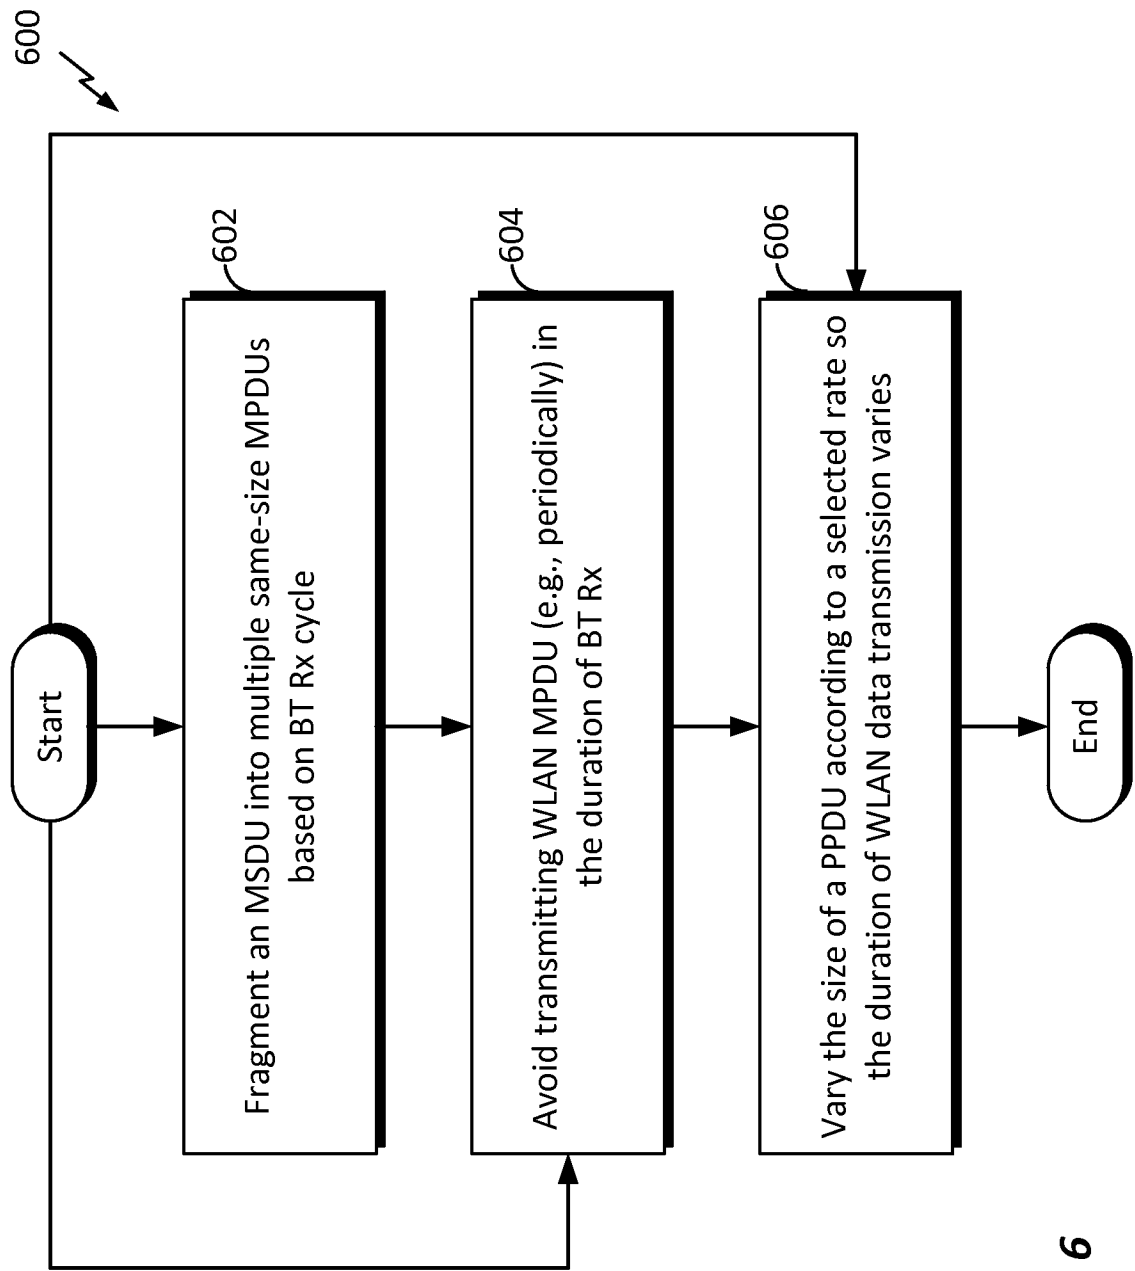 600
Start
602
Fragment an MSDU into multiple same-size MPDUs
based on BT Rx cycle
604
Avoid transmitting WLAN MPDU (e.g., periodically) in
the duration of BT Rx
606
Vary the size of a PPDU according to a selected rate so
the duration of WLAN data transmission varies
End
6